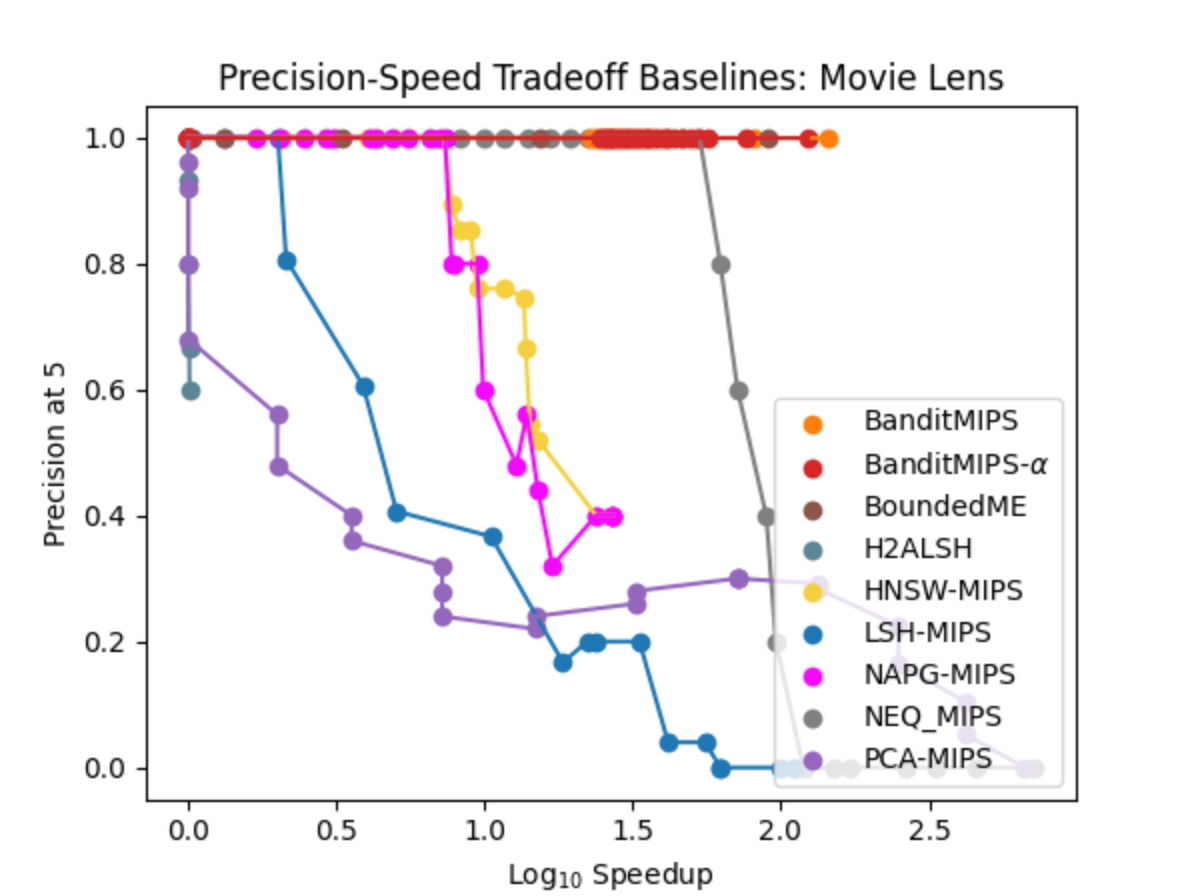 Precision-Speed Tradeoff Baselines: Movie Lens
1.0
0.8
0.6
0.4
0.2
0.0
Precision at 5
BanditMIPS
BanditMIPS-α
BoundedME
H2ALSH
HNSW-MIPS
LSH-MIPS
NAPG-MIPS
NEQ_MIPS
PCA-MIPS
0.0 0.5 1.0 1.5 2.0 2.5
Log₁₀ Speedup